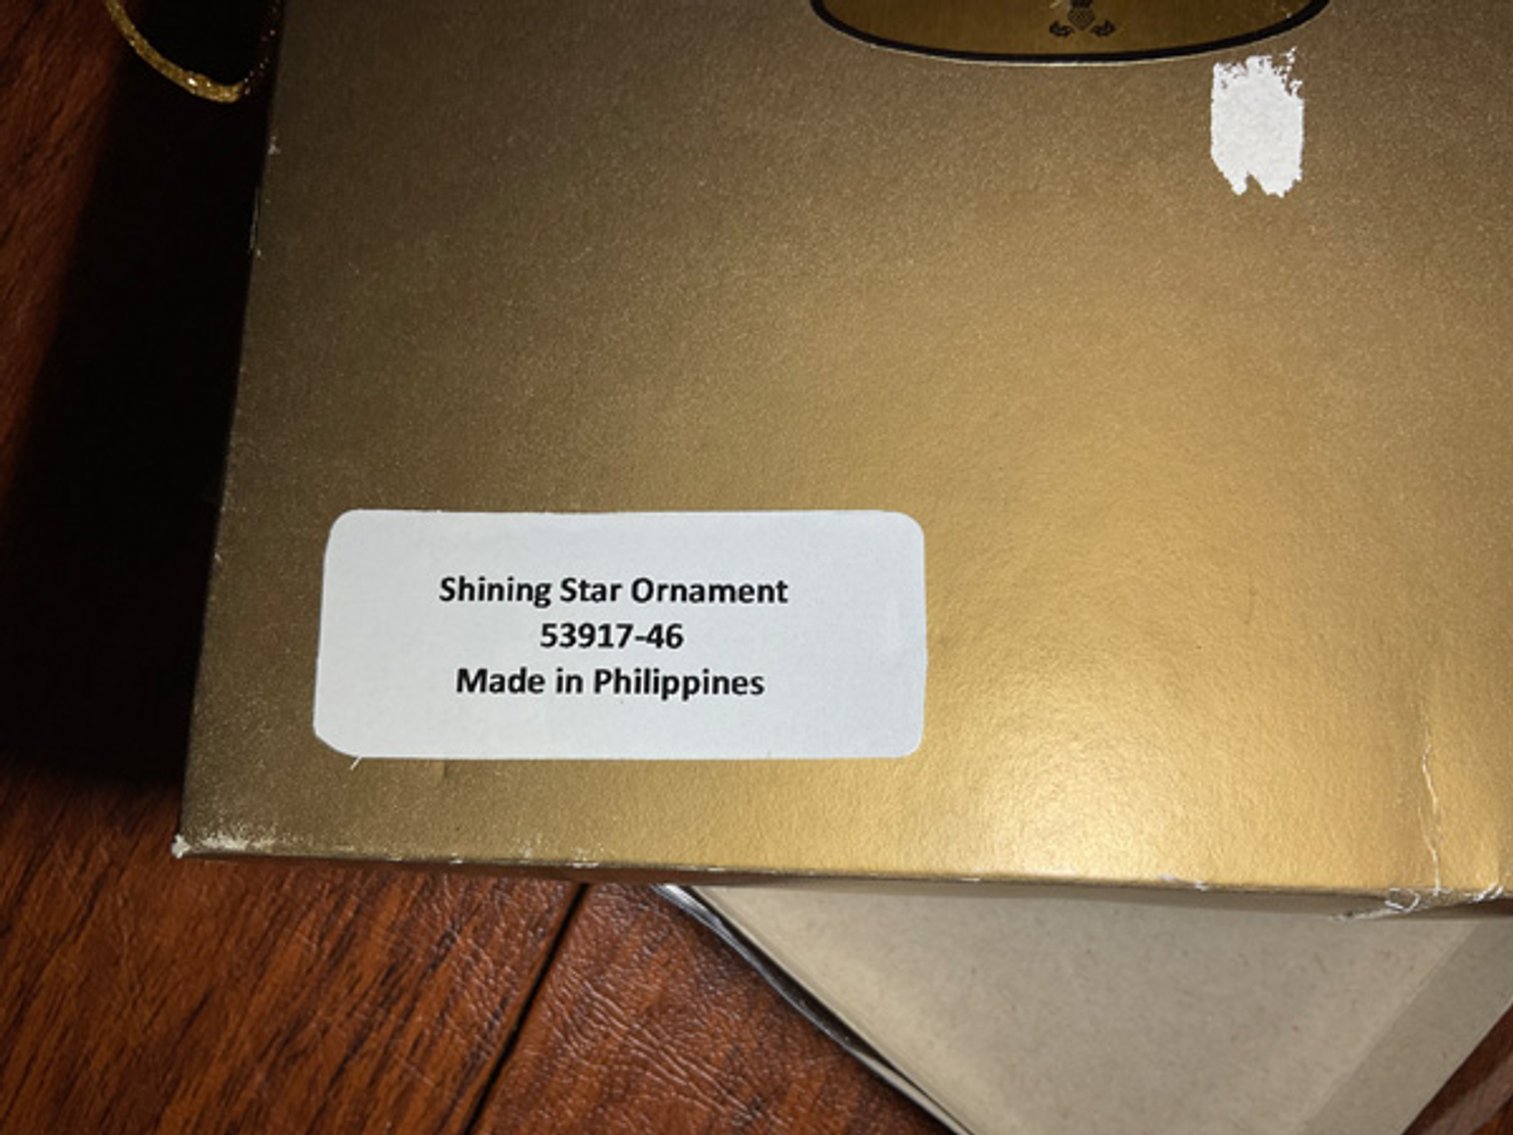 Shining Star Ornament
53917-46
Made in Philippines